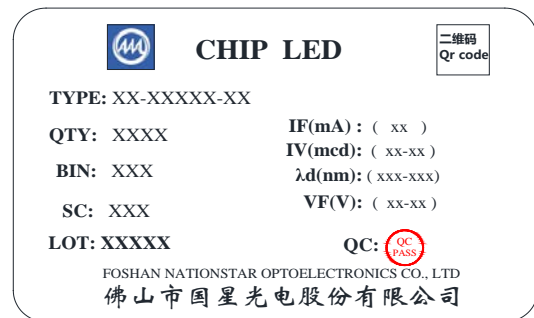 CHIP LED
二维码
Qr code
TYPE: XX-XXXXX-XX
QTY: XXXX
IF(mA) : ( xx )
IV(mcd): ( xx-xx )
BIN: XXX
λd(nm): ( xxx-xxx)
SC: XXX
VF(V): ( xx-xx )
LOT: XXXXX
QC:
QC
PASS
FOSHAN NATIONSTAR OPTOELECTRONICS CO., LTD
佛山市国星光电股份有限公司